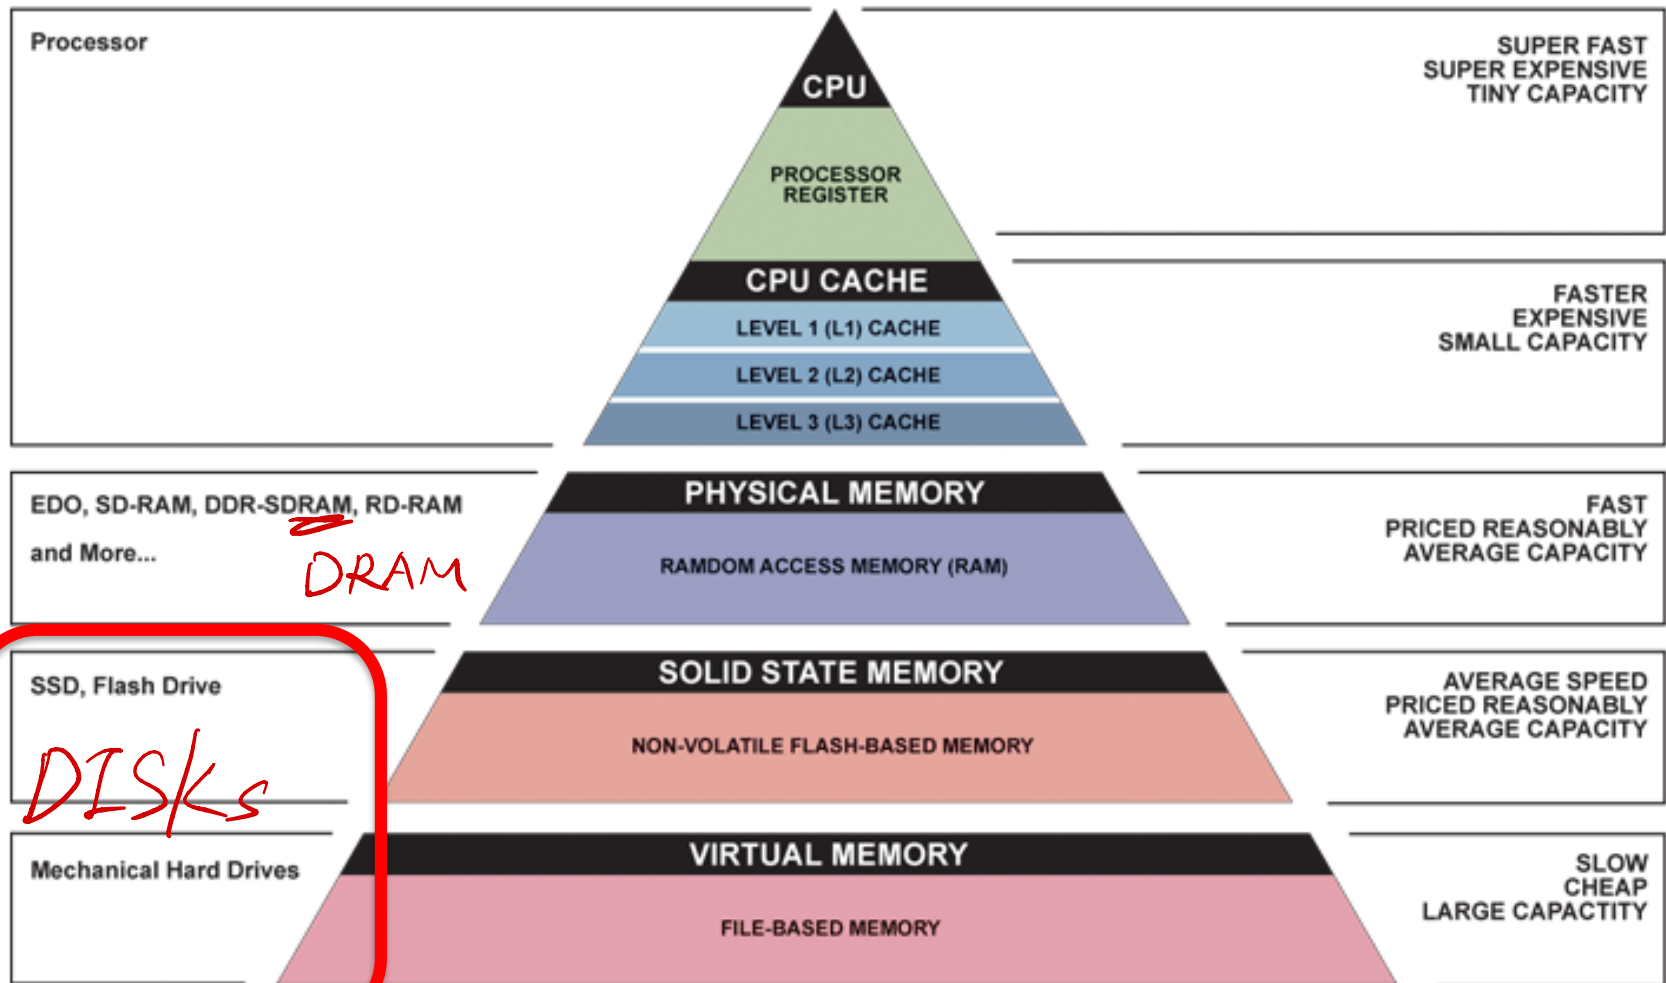 Processor
CPU
SUPER FAST
SUPER EXPENSIVE
TINY CAPACITY
PROCESSOR
REGISTER
CPU CACHE
LEVEL 1 (L1) CACHE
LEVEL 2 (L2) CACHE
LEVEL 3 (L3) CACHE
FASTER
EXPENSIVE
SMALL CAPACITY
EDO, SD-RAM, DDR-SDRAM, RD-RAM
and More...
DRAM
PHYSICAL MEMORY
RAMDOM ACCESS MEMORY (RAM)
FAST
PRICED REASONABLY
AVERAGE CAPACITY
SSD, Flash Drive
DISKs
SOLID STATE MEMORY
NON-VOLATILE FLASH-BASED MEMORY
AVERAGE SPEED
PRICED REASONABLY
AVERAGE CAPACITY
Mechanical Hard Drives
VIRTUAL MEMORY
FILE-BASED MEMORY
SLOW
CHEAP
LARGE CAPACTITY